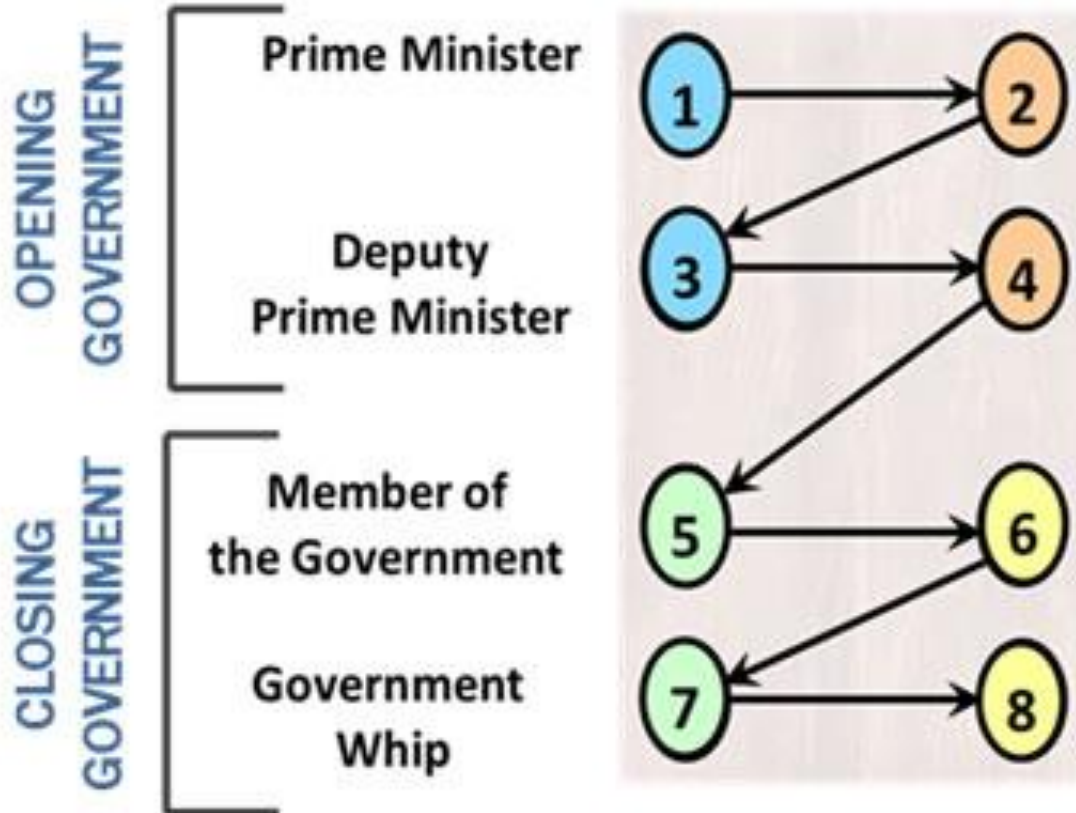 OPENING
GOVERNMENT
Prime Minister
1
2
Deputy
Prime Minister
3
4
CLOSING
GOVERNMENT
Member of
the Government
5
6
Government
Whip
7
8